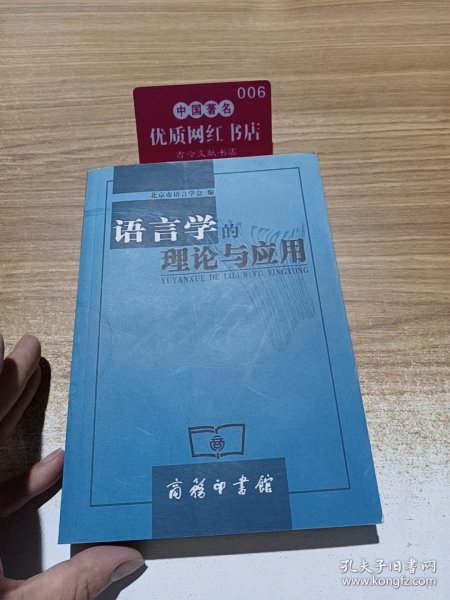 006
中国著名
优质网红书店
古今文献书店
北京市语言学会 编
语言学的
理论与应用
YUYANXUE DE LILUN YU YINGYONG
商务印书馆
孔夫子旧书网
www.kongfz.com